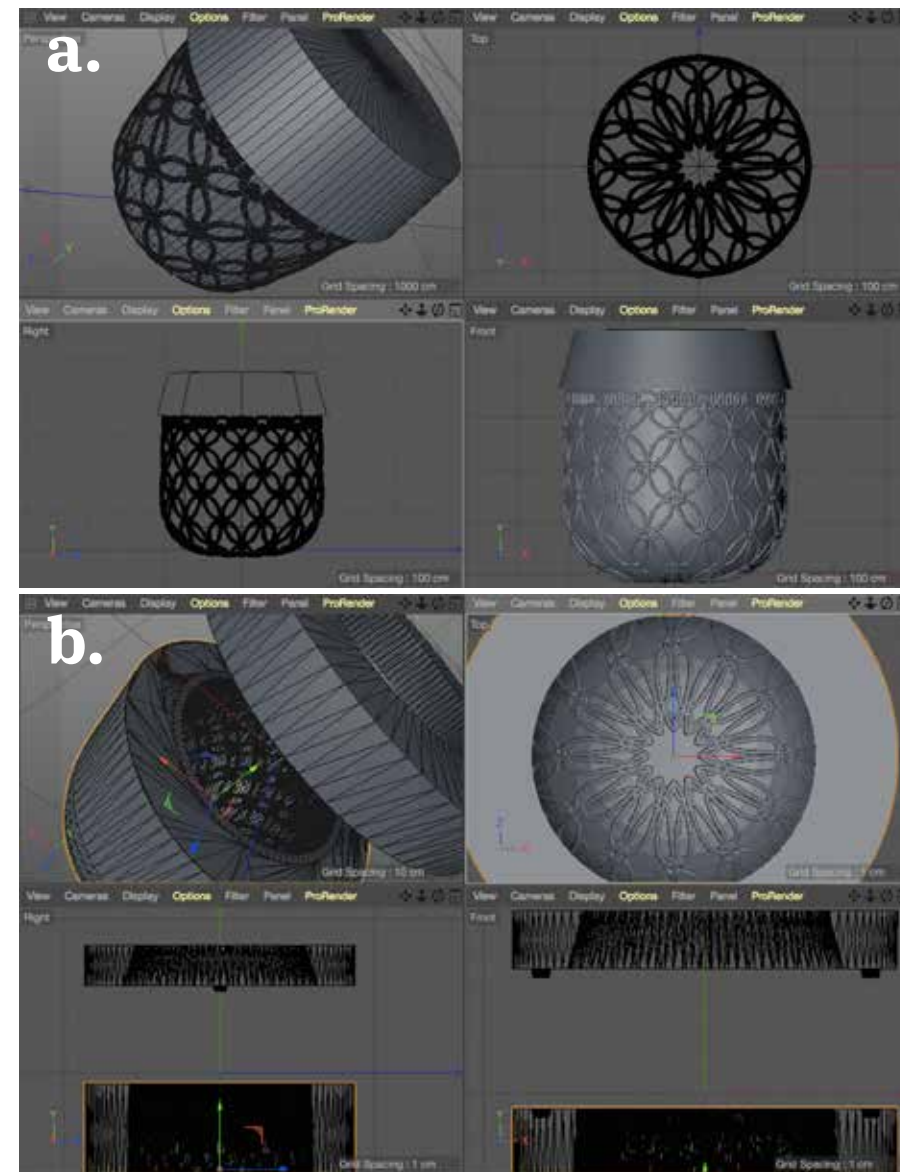 View Cameras Display Options Filter Panel ProRender
View Cameras Display Options Filter Panel ProRender
a.
Top
Grid Spacing : 1000 cm
Grid Spacing : 100 cm
View Cameras Display Options Filter Panel ProRender
View Cameras Display Options Filter Panel ProRender
Right
Front
Grid Spacing : 100 cm
Grid Spacing : 100 cm
View Cameras Display Options Filter Panel ProRender
View Cameras Display Options Filter Panel ProRender
b.
Top
Grid Spacing : 10 cm
View Cameras Display Options Filter Panel ProRender
View Cameras Display Options Filter Panel ProRender
Right
Front
Grid Spacing : 1 cm
Grid Spacing : 1 cm